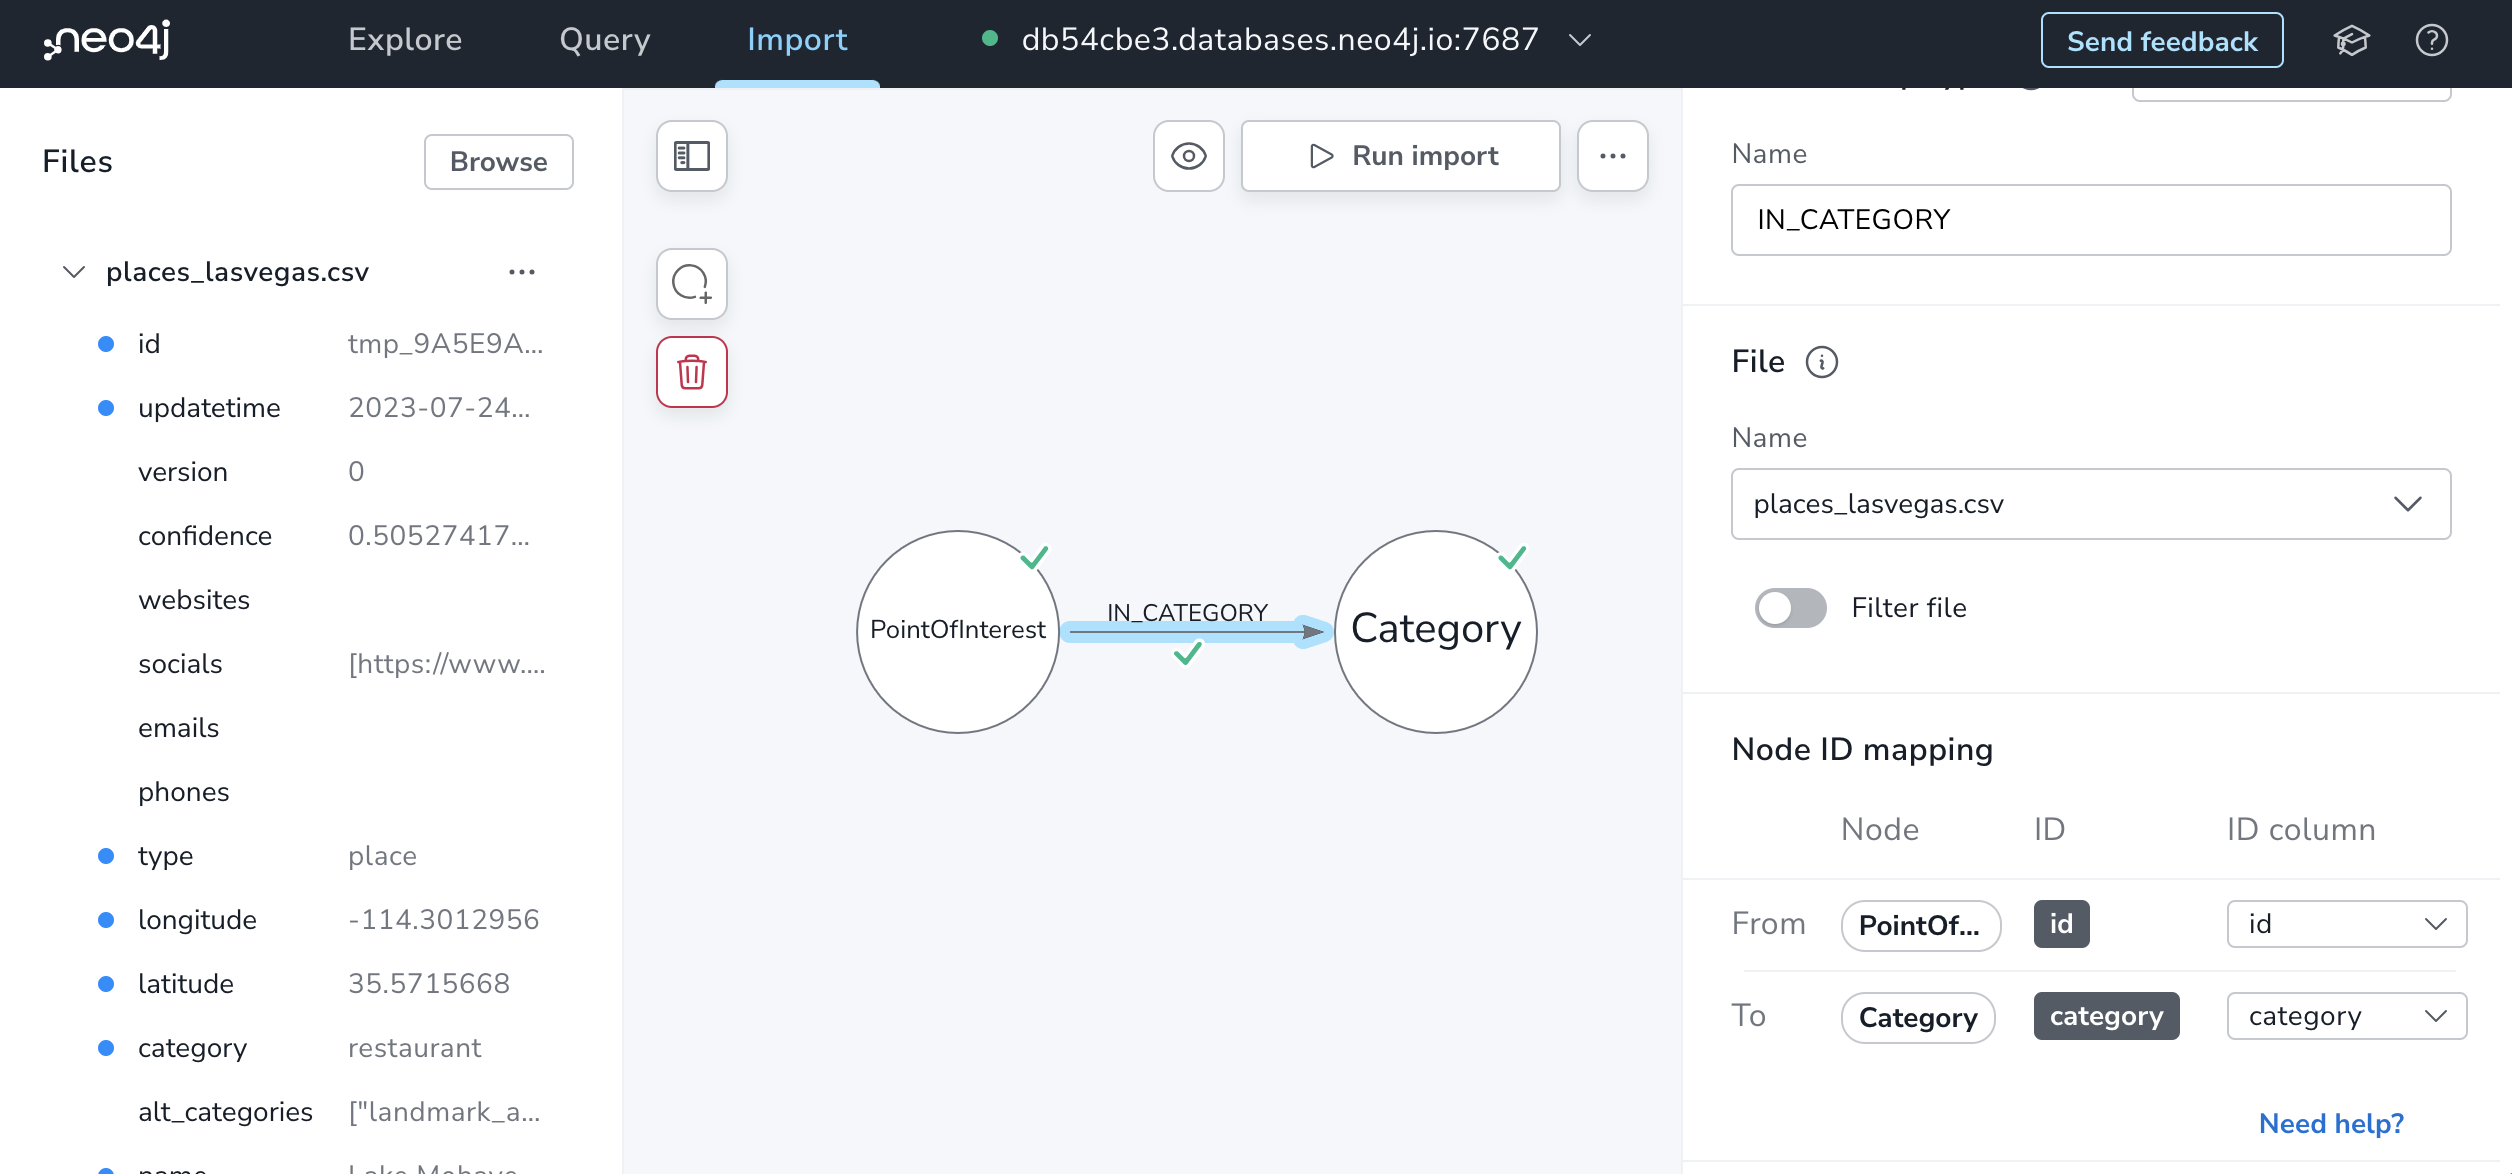 neo4j Explore Query Import db54cbe3.databases.neo4j.io:7687 Send feedback
Files Browse
places_lasvegas.csv
id tmp_9A5E9A...
updatetime 2023-07-24...
version 0
confidence 0.50527417...
websites
socials [https://www....
emails
phones
type place
longitude -114.3012956
latitude 35.5715668
category restaurant
alt_categories ["landmark_a...
name Lake Mohave
Run import
PointOfInterest
IN_CATEGORY
Category
Name
IN_CATEGORY
File
Name
places_lasvegas.csv
Filter file
Node ID mapping
Node ID ID column
From PointOf... id id
To Category category category
Need help?